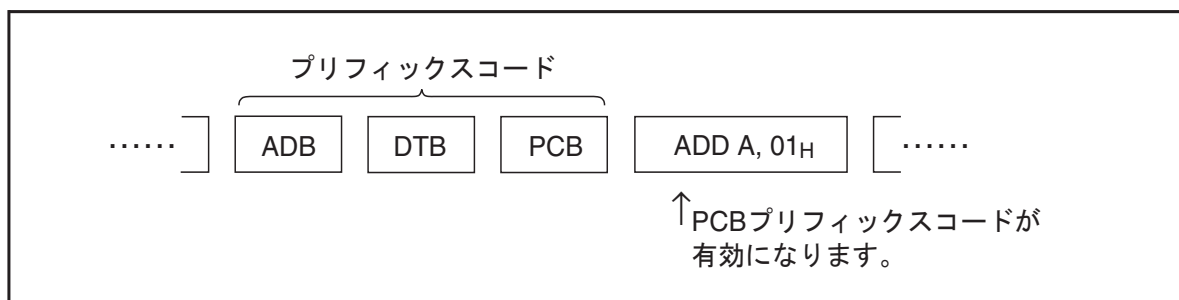 プリフィックスコード
…… ADB DTB PCB ADD A, 01H ……
↑PCBプリフィックスコードが
有効になります。